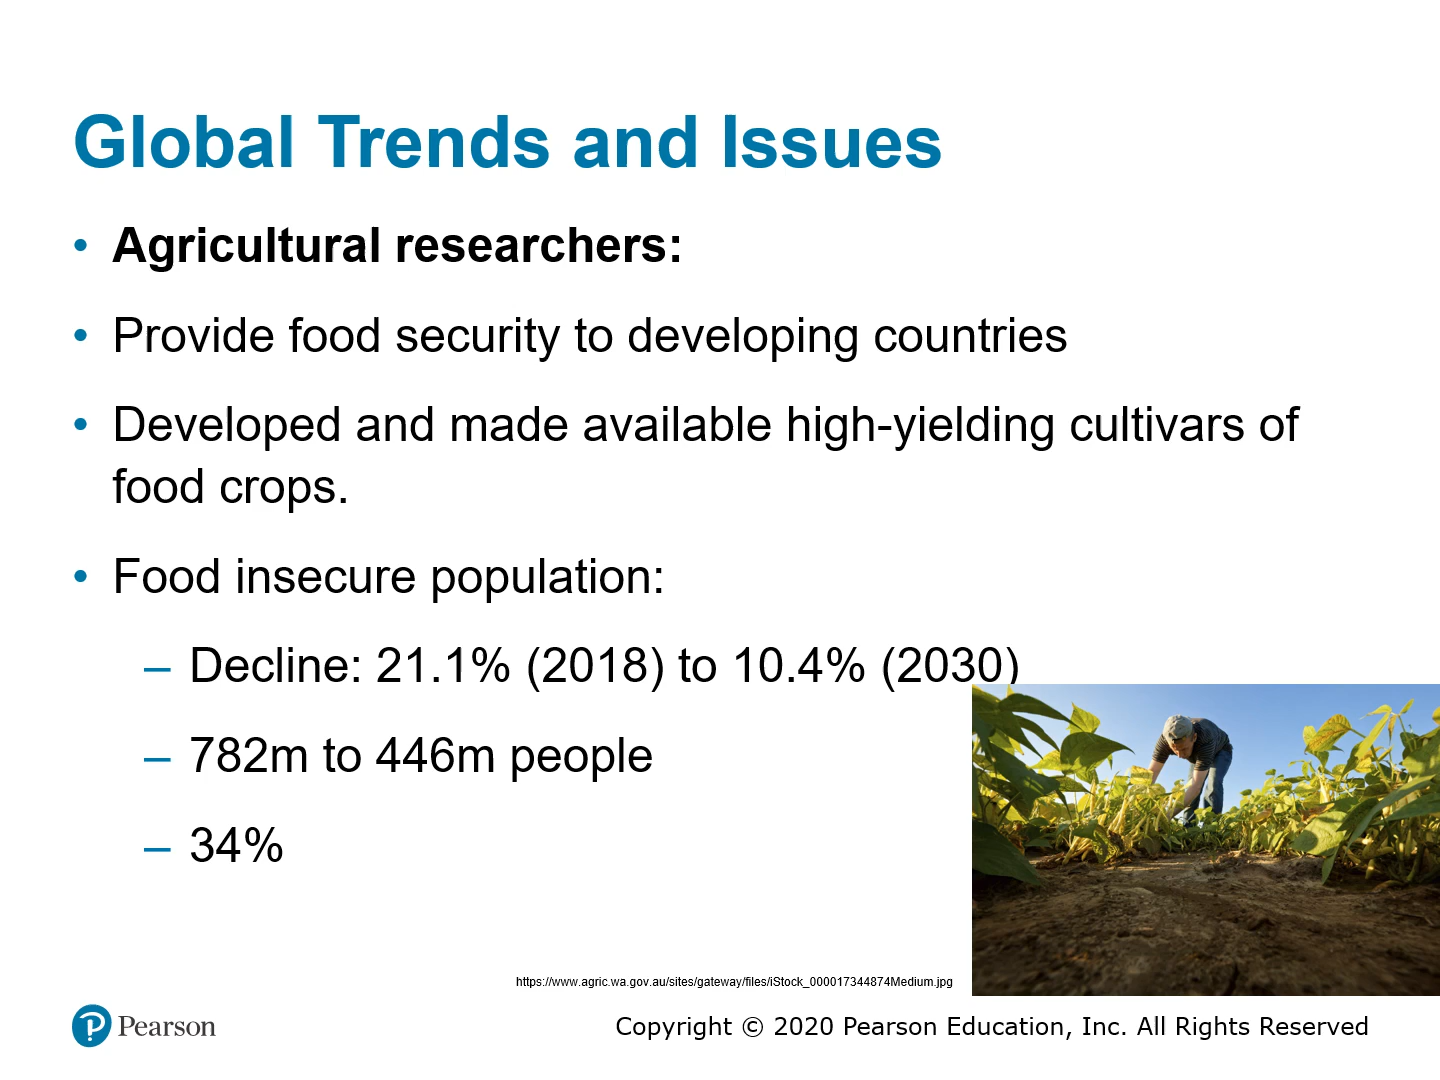 Global Trends and Issues
• Agricultural researchers:
• Provide food security to developing countries
• Developed and made available high-yielding cultivars of
food crops.
• Food insecure population:
– Decline: 21.1% (2018) to 10.4% (2030)
– 782m to 446m people
– 34%
https://www.agric.wa.gov.au/sites/gateway/files/iStock_000017344874Medium.jpg
Pearson
Copyright © 2020 Pearson Education, Inc. All Rights Reserved